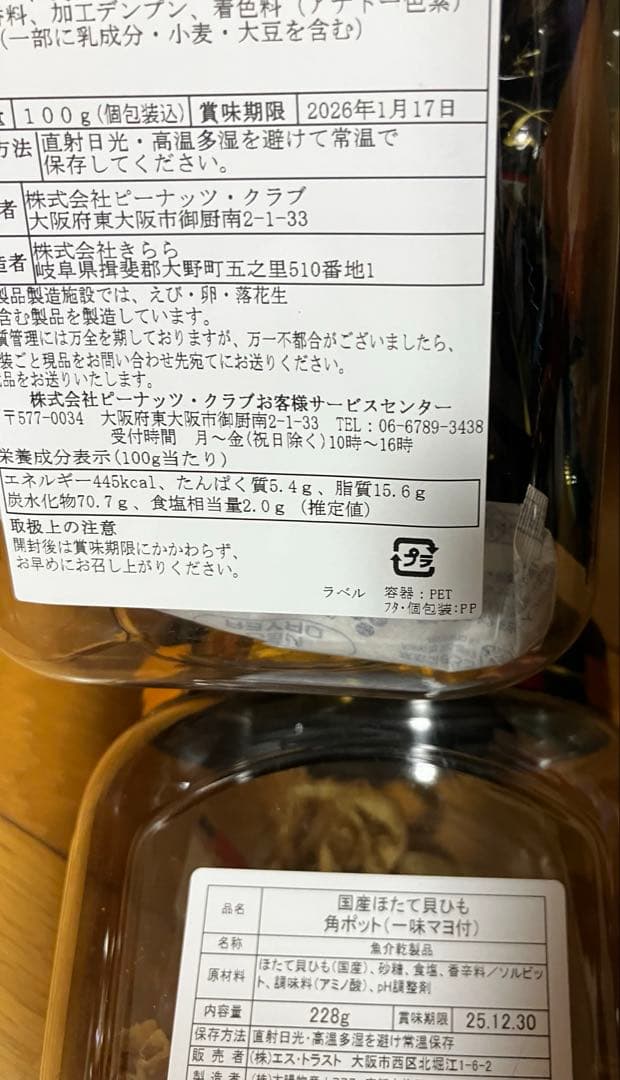 料、加工デンプン、着色料（アナトー色素）
（一部に乳成分・小麦・大豆を含む）
100g(個包装込) 賞味期限 2026年1月17日
方法 直射日光・高温多湿を避けて常温で
保存してください。
者 株式会社ピーナッツ・クラブ
大阪府東大阪市御厨南2-1-33
造者 株式会社きらら
岐阜県揖斐郡大野町五之里510番地1
製品製造施設では、えび・卵・落花生
含む製品を製造しています。
質管理には万全を期しておりますが、万一不都合がございましたら、
装ごと現品をお問い合わせ先宛てにお送りください。
品をお送りいたします。
株式会社ピーナッツ・クラブお客様サービスセンター
〒577-0034 大阪府東大阪市御厨南2-1-33 TEL：06-6789-3438
受付時間 月～金(祝日除く)10時～16時
栄養成分表示(100g当たり)
エネルギー445kcal、たんぱく質5.4g、脂質15.6g
炭水化物70.7g、食塩相当量2.0g（推定値）
取扱上の注意
開封後は賞味期限にかかわらず、
お早めにお召し上がりください。
プラ
ラベル 容器：PET
フタ・個包装：PP
品名 国産ほたて貝ひも
角ポット(一味マヨ付)
名称 魚介乾製品
原材料 ほたて貝ひも(国産)、砂糖、食塩、香辛料／ソルビッ
ト、調味料(アミノ酸)、pH調整剤
内容量 228g 賞味期限 25.12.30
保存方法 直射日光・高温多湿を避け常温保存
販売者 (株)エス・トラスト 大阪市西区北堀江1-6-2
製造者